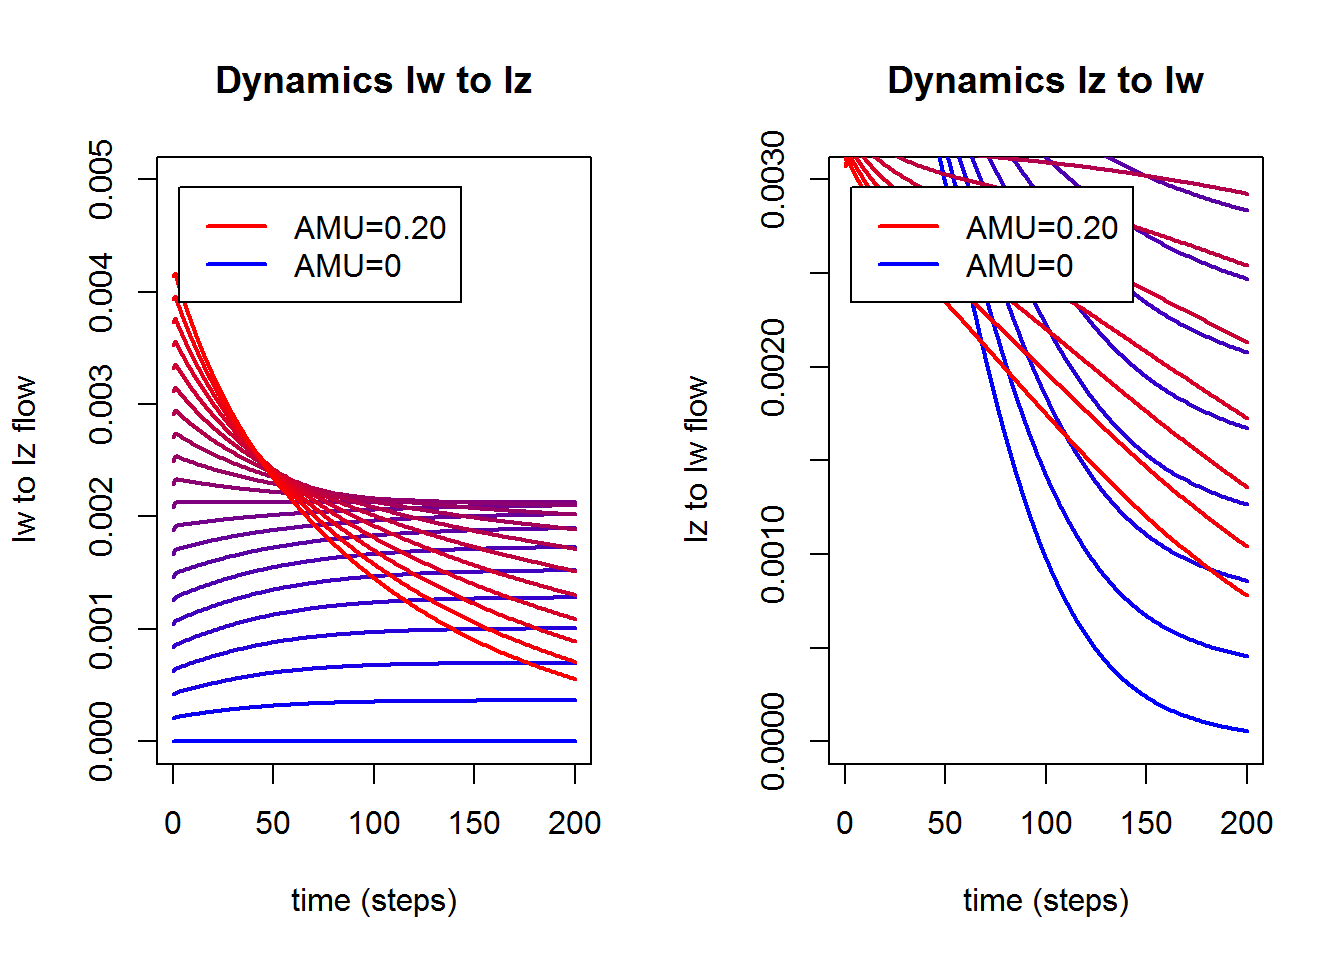 Dynamics Iw to Iz
Iw to Iz flow
0.005
0.004
0.003
0.002
0.001
0.000
AMU=0.20
AMU=0
0 50 100 150 200
time (steps)
Dynamics Iz to Iw
Iz to Iw flow
0.0030
0.0020
0.0010
0.0000
AMU=0.20
AMU=0
0 50 100 150 200
time (steps)